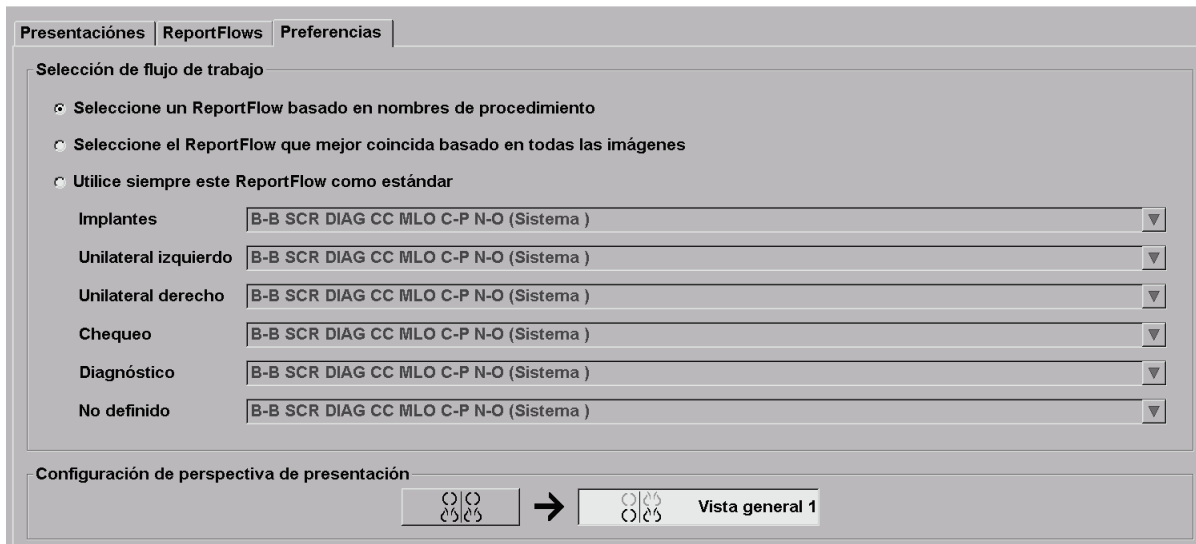 Presentaciónes ReportFlows Preferencias
Selección de flujo de trabajo
Seleccione un ReportFlow basado en nombres de procedimiento
Seleccione el ReportFlow que mejor coincida basado en todas las imágenes
Utilice siempre este ReportFlow como estándar
Implantes B-B SCR DIAG CC MLO C-P N-O (Sistema )
Unilateral izquierdo B-B SCR DIAG CC MLO C-P N-O (Sistema )
Unilateral derecho B-B SCR DIAG CC MLO C-P N-O (Sistema )
Chequeo B-B SCR DIAG CC MLO C-P N-O (Sistema )
Diagnóstico B-B SCR DIAG CC MLO C-P N-O (Sistema )
No definido B-B SCR DIAG CC MLO C-P N-O (Sistema )
Configuración de perspectiva de presentación
Vista general 1